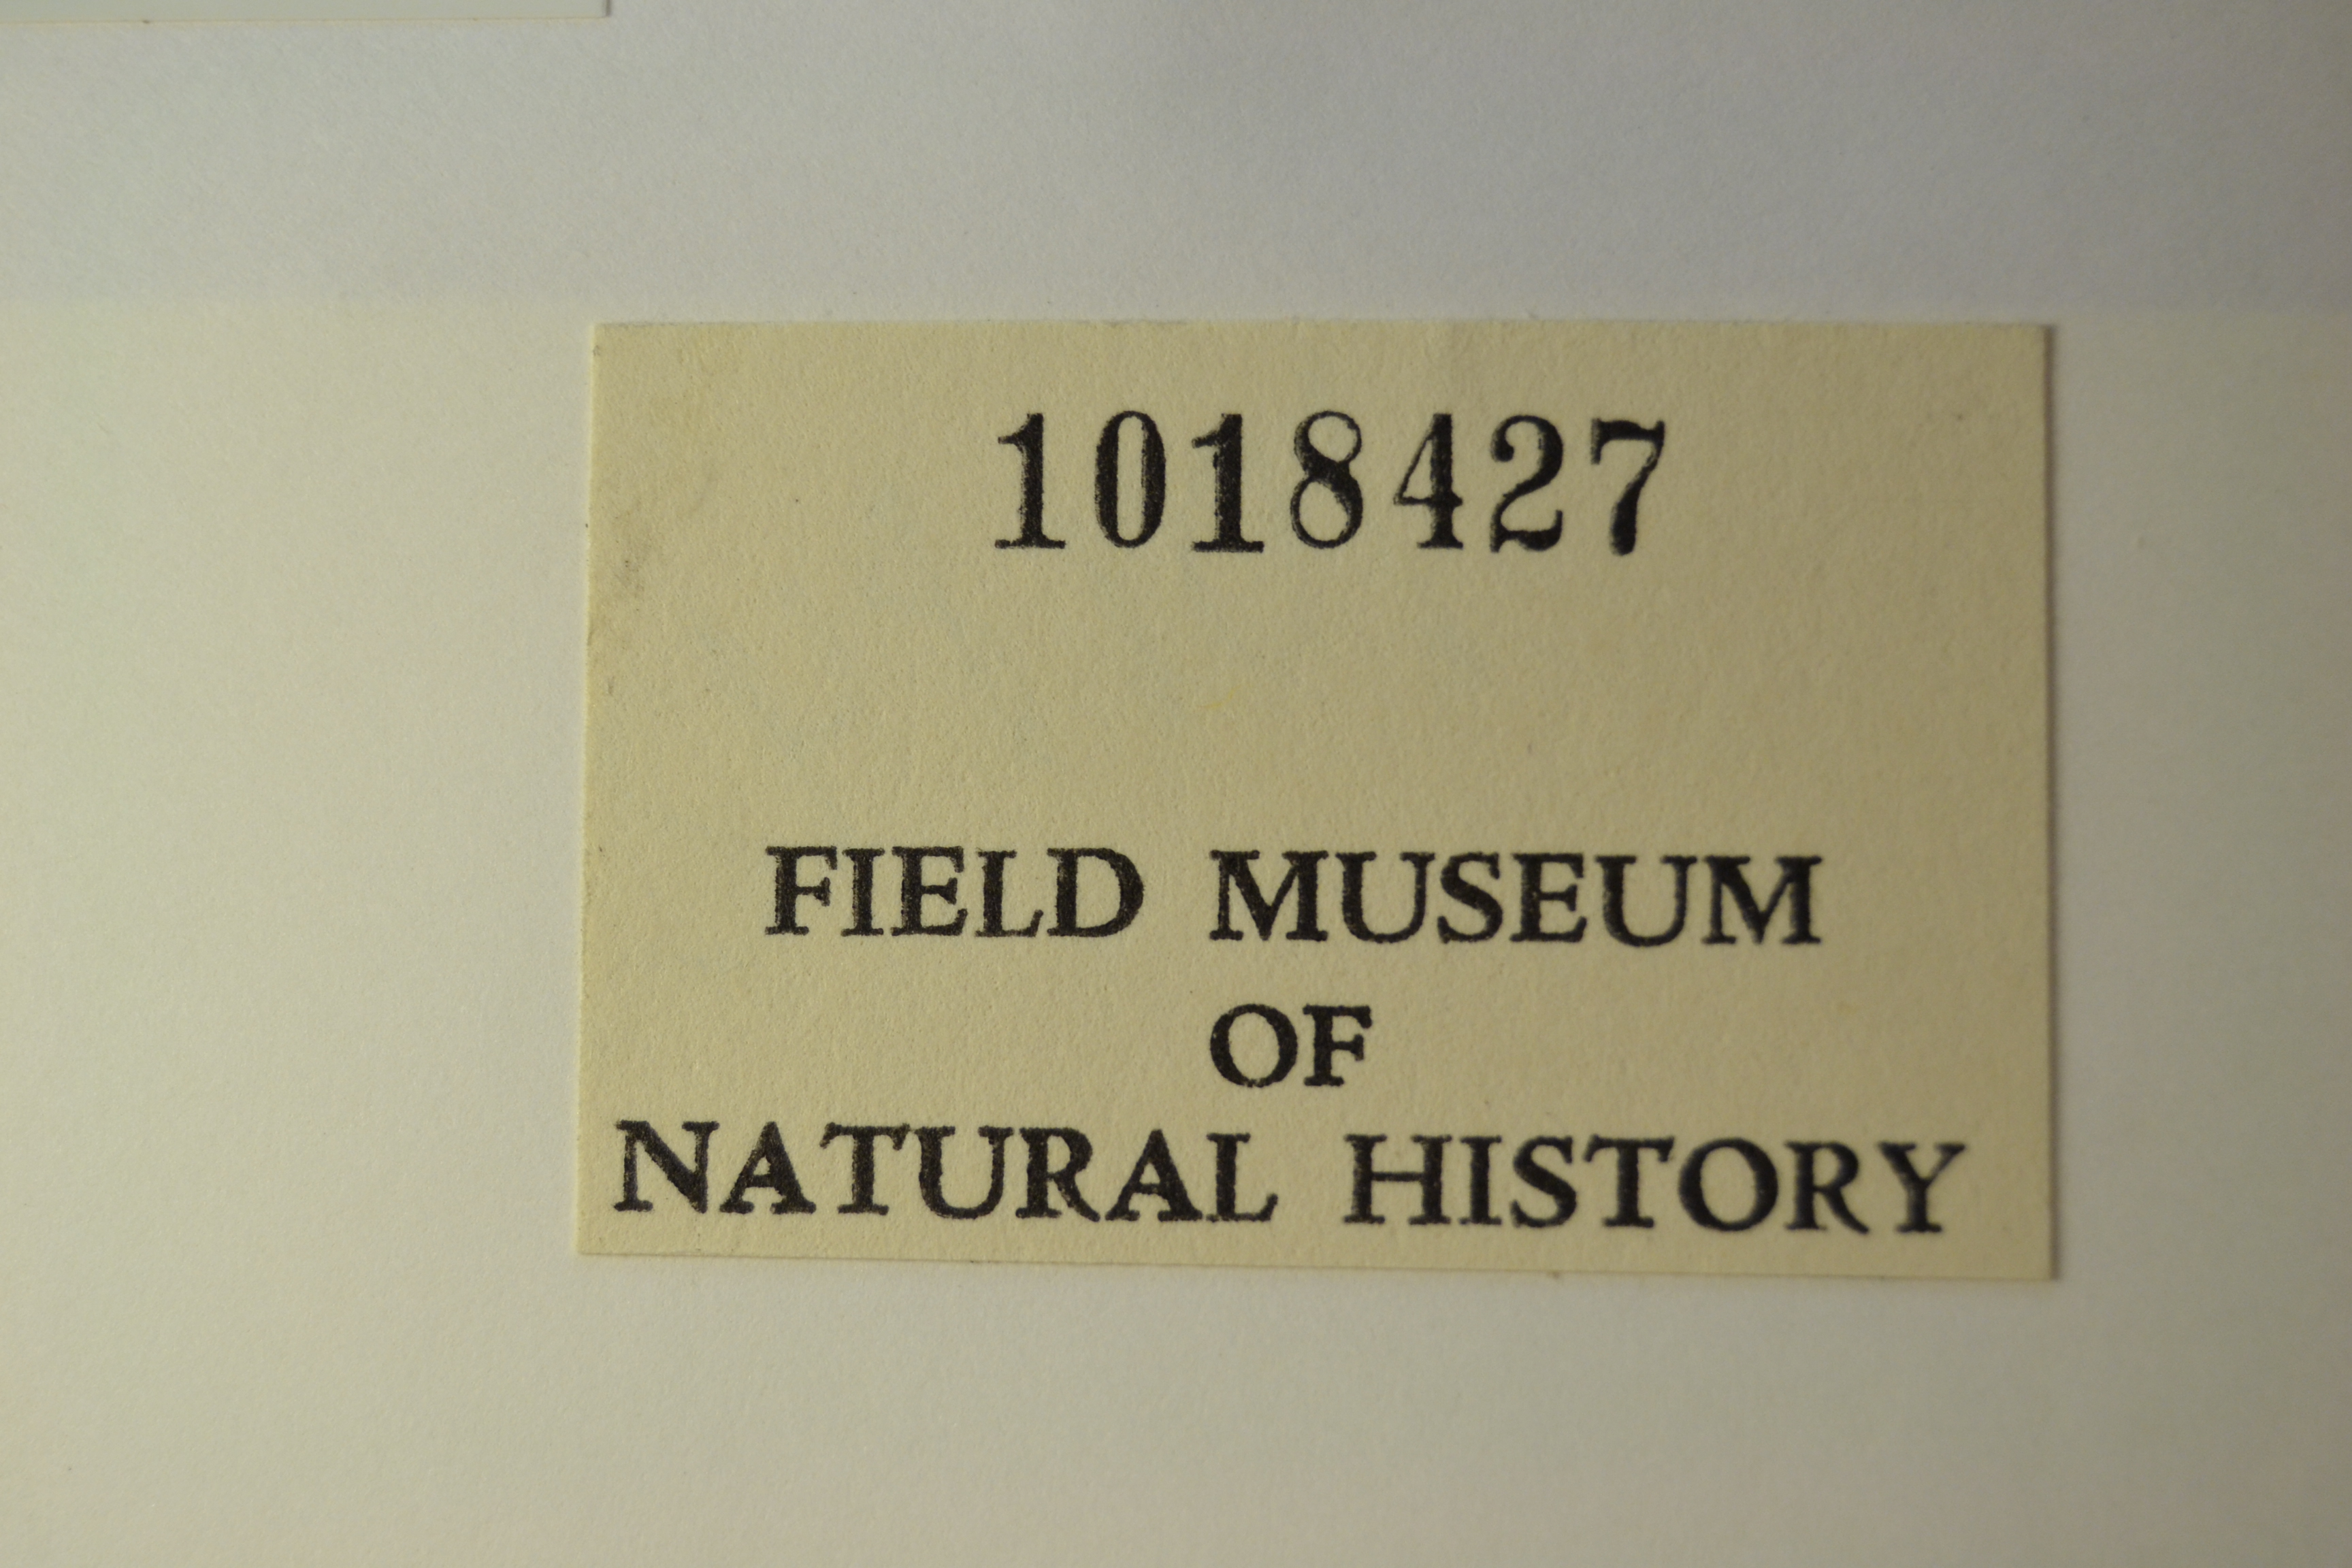 1018427
FIELD MUSEUM
OF
NATURAL HISTORY